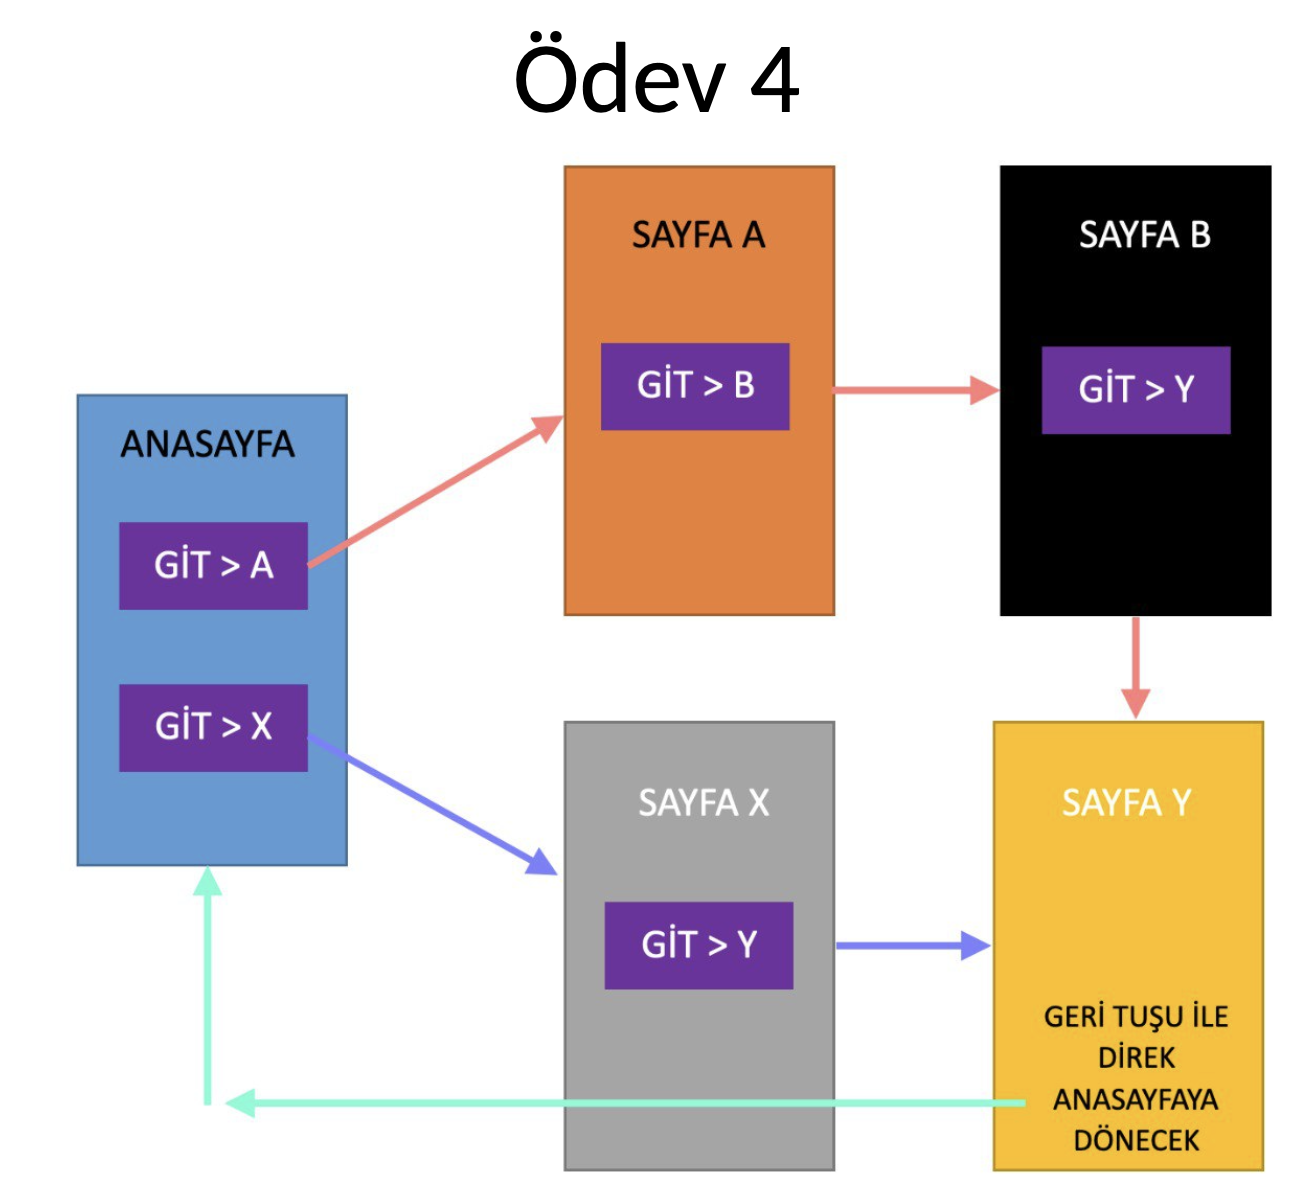 Ödev 4
SAYFA A
GİT > B
SAYFA B
GİT > Y
ANASAYFA
GİT > A
GİT > X
SAYFA X
GİT > Y
SAYFA Y
GERİ TUŞU İLE
DİREK
ANASAYFAYA
DÖNECEK